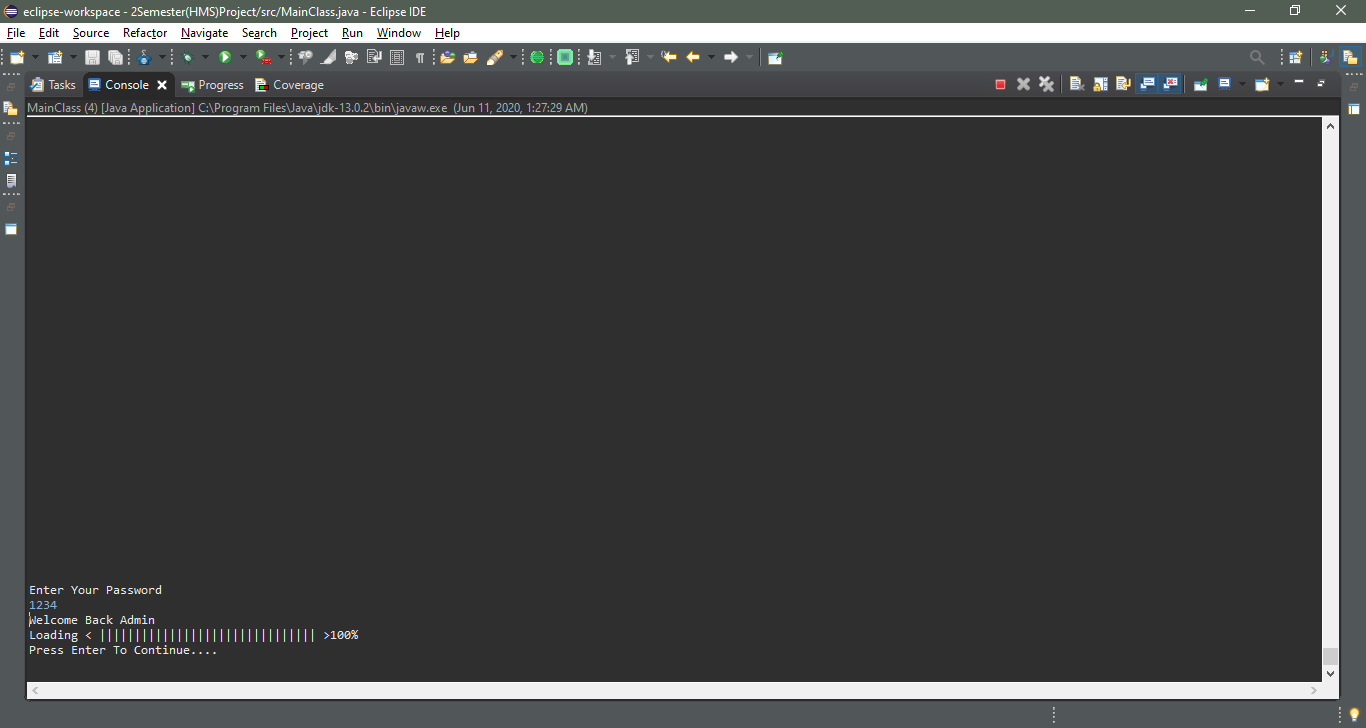 eclipse-workspace - 2Semester(HMS)Project/src/MainClass.java - Eclipse IDE
File Edit Source Refactor Navigate Search Project Run Window Help
Tasks Console Progress Coverage
MainClass (4) [Java Application] C:\Program Files\Java\jdk-13.0.2\bin\javaw.exe (Jun 11, 2020, 1:27:29 AM)
Enter Your Password
1234
Welcome Back Admin
Loading < ||||||||||||||||||||||||||||||| >100%
Press Enter To Continue....